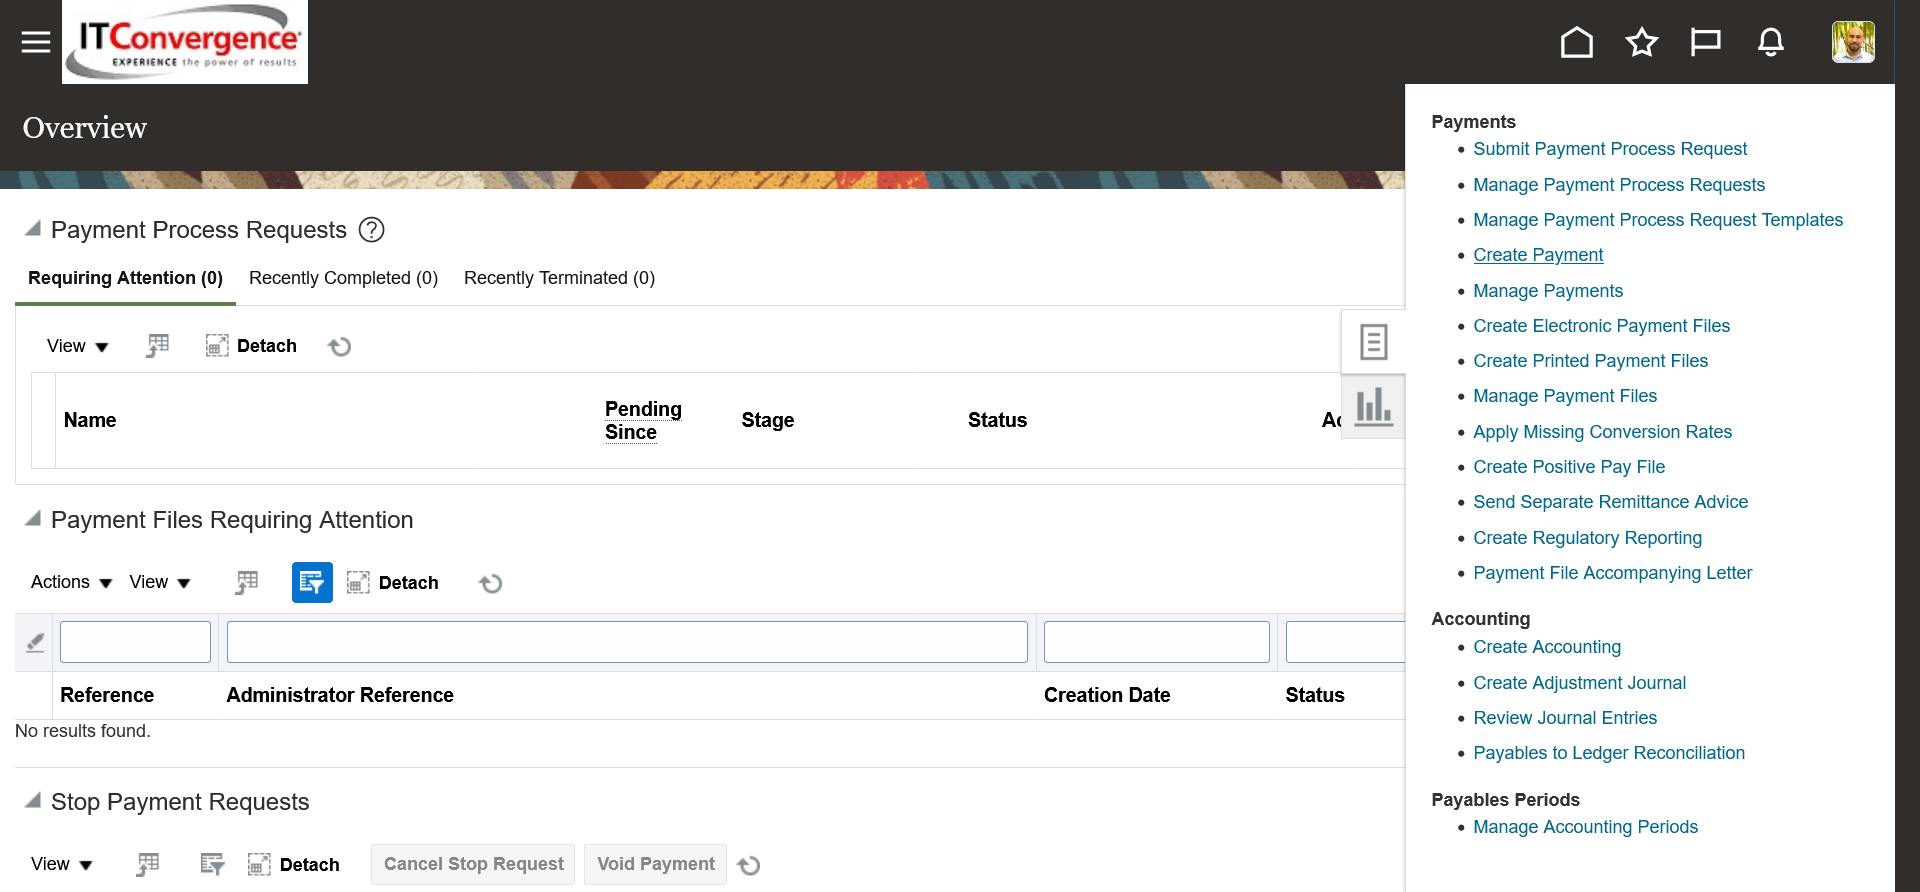 ITConvergence
EXPERIENCE the power of results
Overview
Payment Process Requests
Requiring Attention (0)
Recently Completed (0)
Recently Terminated (0)
View
Detach
Name
Pending
Since
Stage
Status
Payment Files Requiring Attention
Actions
View
Detach
Reference
Administrator Reference
Creation Date
Status
No results found.
Stop Payment Requests
View
Detach
Cancel Stop Request
Void Payment
Payments
Submit Payment Process Request
Manage Payment Process Requests
Manage Payment Process Request Templates
Create Payment
Manage Payments
Create Electronic Payment Files
Create Printed Payment Files
Manage Payment Files
Apply Missing Conversion Rates
Create Positive Pay File
Send Separate Remittance Advice
Create Regulatory Reporting
Payment File Accompanying Letter
Accounting
Create Accounting
Create Adjustment Journal
Review Journal Entries
Payables to Ledger Reconciliation
Payables Periods
Manage Accounting Periods